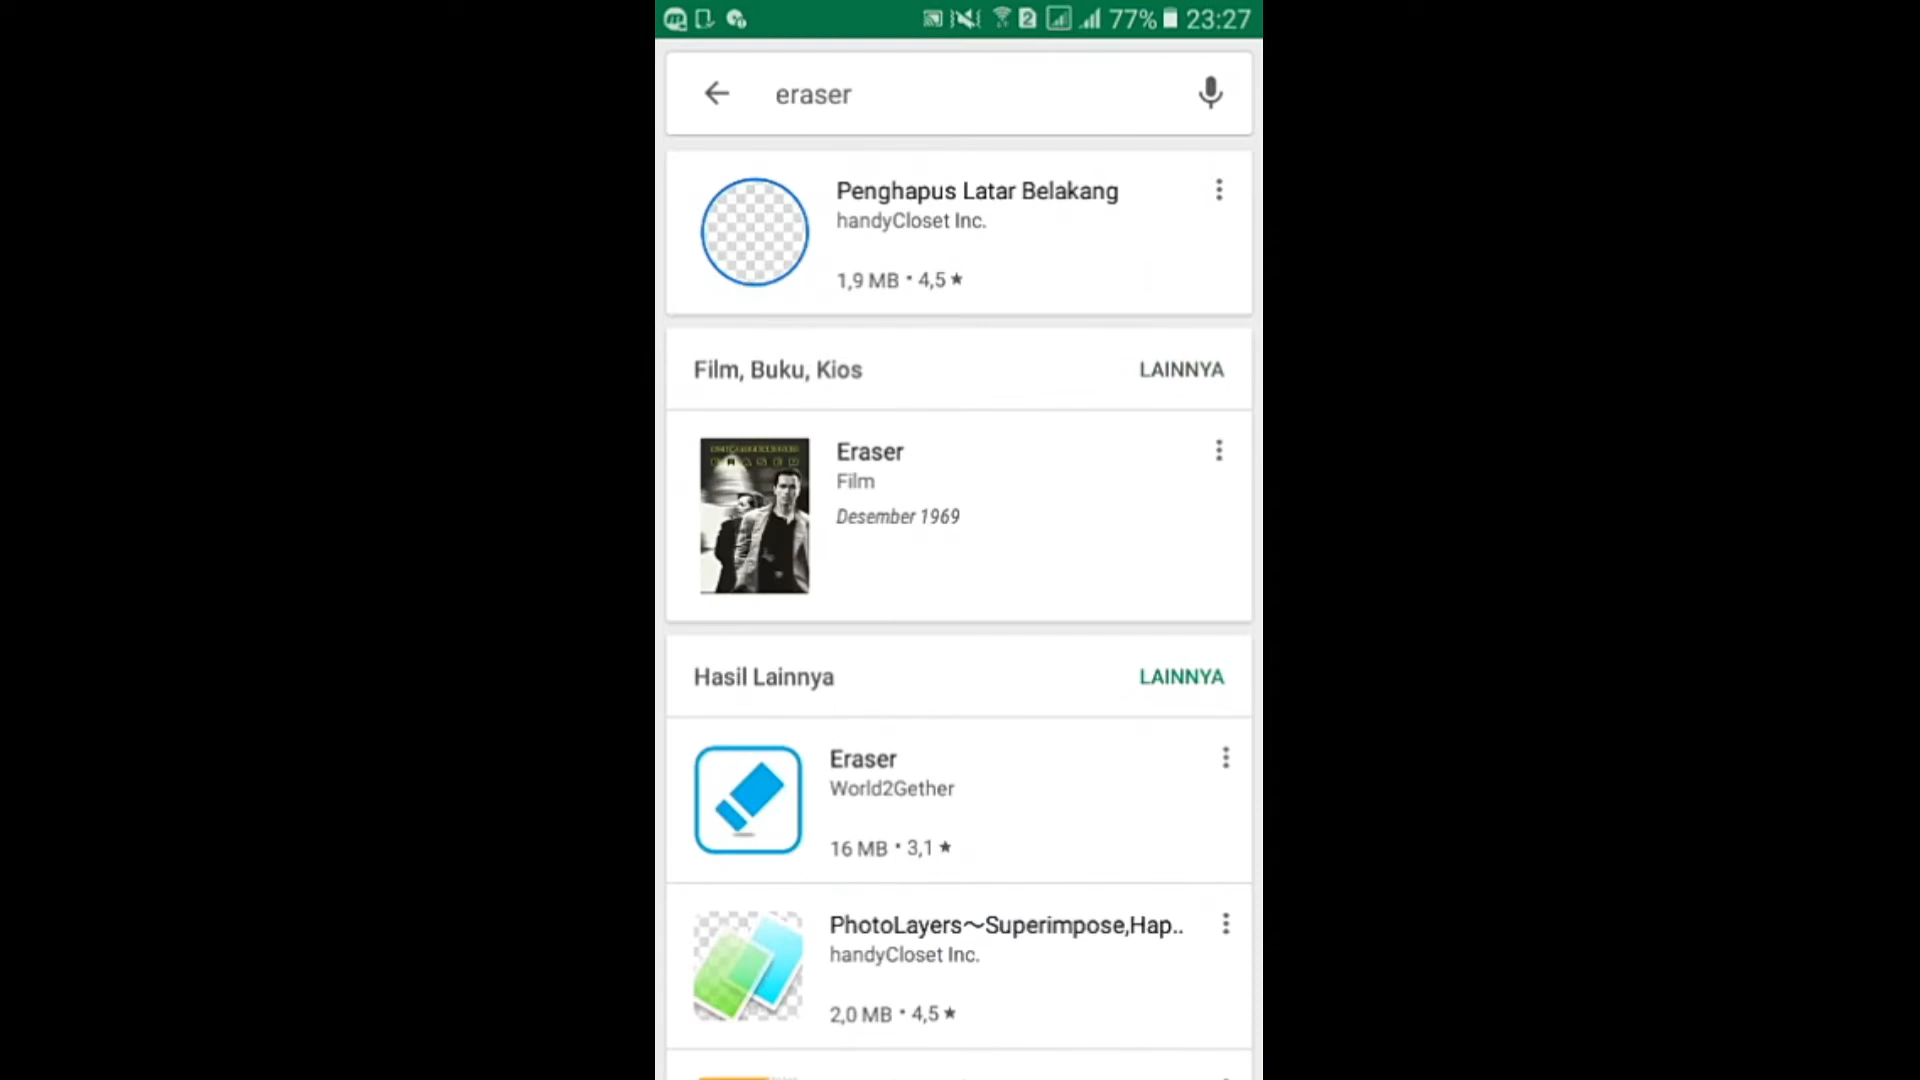 2 77% 23:27
eraser
Penghapus Latar Belakang
handyCloset Inc.
1,9 MB • 4,5 ★
Film, Buku, Kios LAINNYA
ERASER
Eraser
Film
Desember 1969
Hasil Lainnya LAINNYA
Eraser
World2Gether
16 MB • 3,1 ★
PhotoLayers〜Superimpose,Hap..
handyCloset Inc.
2,0 MB • 4,5 ★